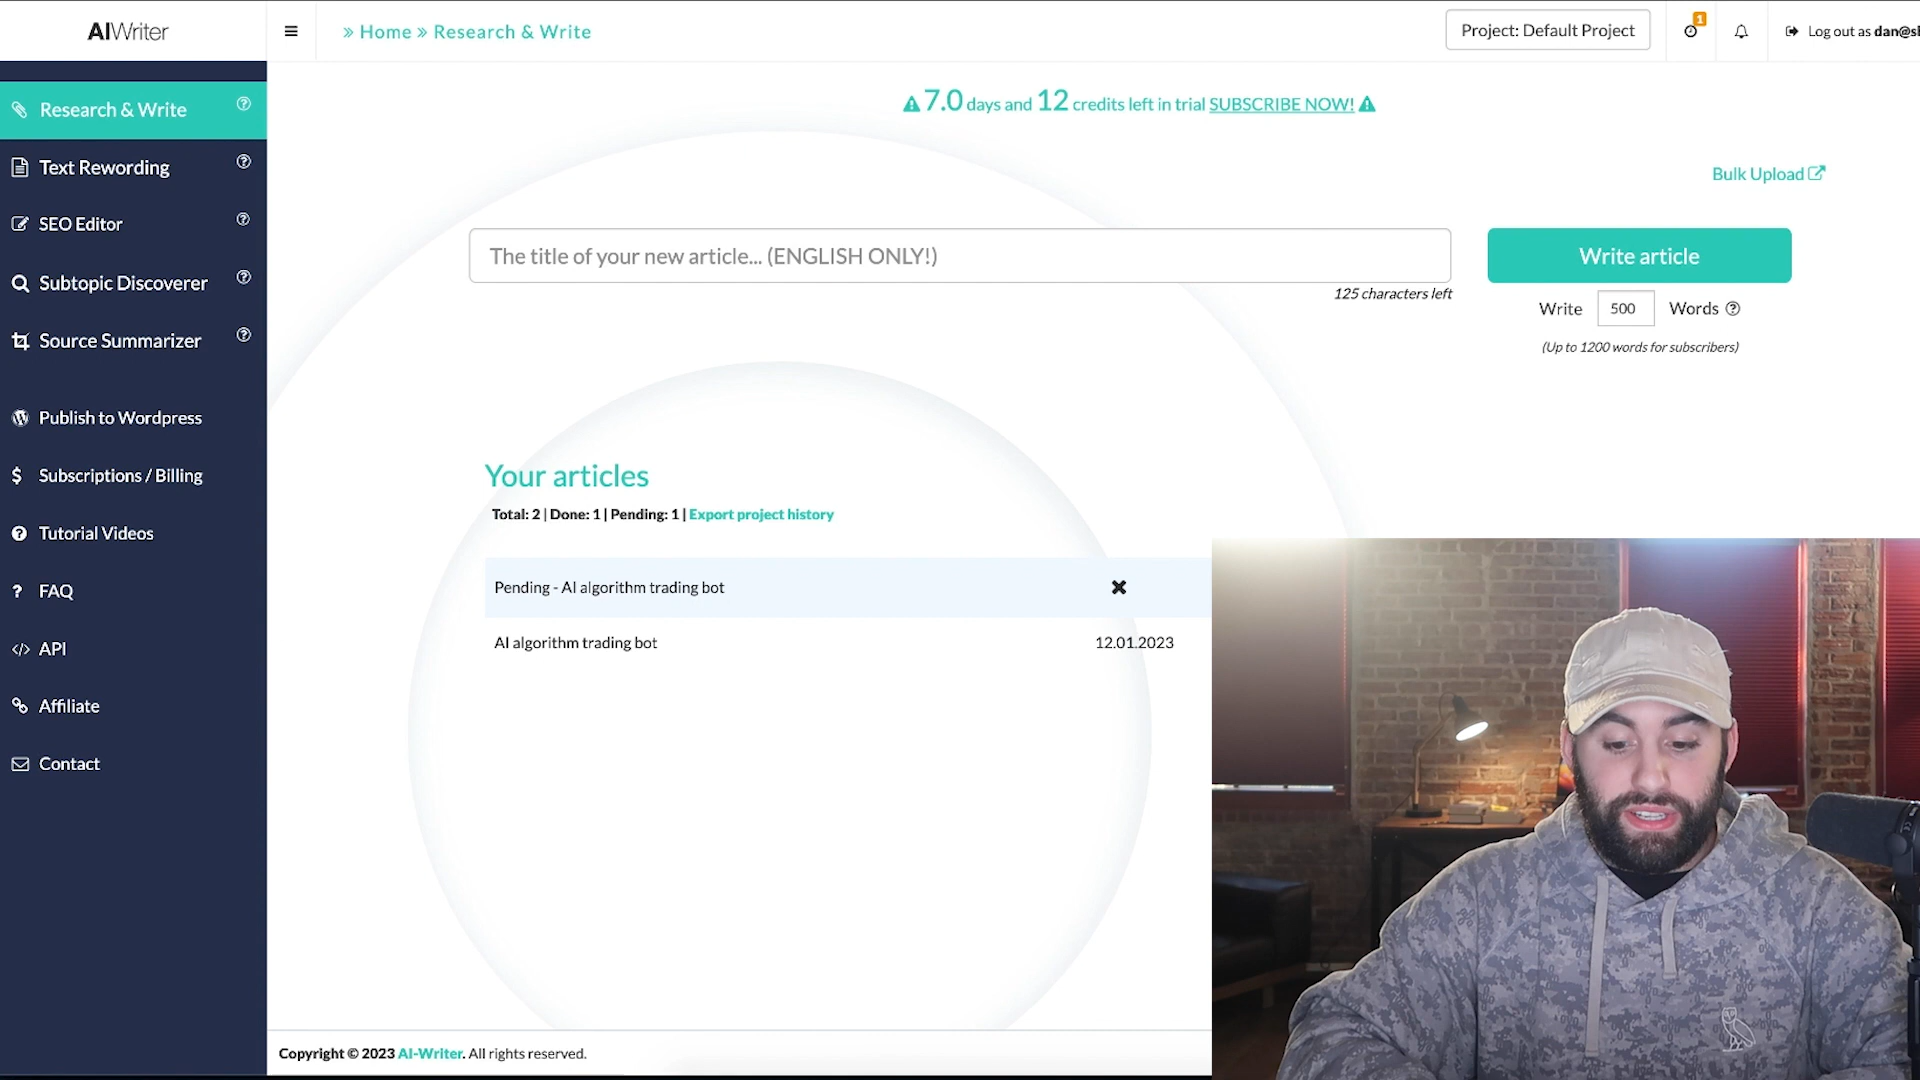 AIWriter
» Home » Research & Write
Project: Default Project
1
Log out as dan@s
Research & Write
Text Rewording
SEO Editor
Subtopic Discoverer
Source Summarizer
Publish to Wordpress
Subscriptions / Billing
Tutorial Videos
FAQ
API
Affiliate
Contact
7.0 days and 12 credits left in trial SUBSCRIBE NOW!
Bulk Upload
The title of your new article... (ENGLISH ONLY!)
125 characters left
Write article
Write 500 Words
(Up to 1200 words for subscribers)
Your articles
Total: 2 | Done: 1 | Pending: 1 | Export project history
Pending - AI algorithm trading bot
AI algorithm trading bot 12.01.2023
Copyright © 2023 AI-Writer. All rights reserved.